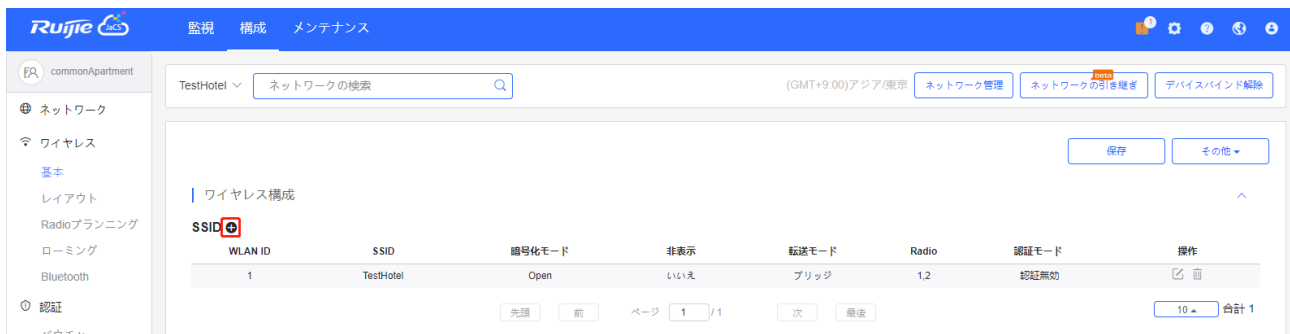 Ruijie JaCS 監視 構成 メンテナンス 1
commonApartment
TestHotel ネットワークの検索 (GMT+9:00)アジア/東京 ネットワーク管理 beta ネットワークの引き継ぎ デバイスバインド解除
ネットワーク
ワイヤレス
保存 その他
基本
レイアウト
ワイヤレス構成
Radioプランニング
SSID
ローミング
WLAN ID SSID 暗号化モード 非表示 転送モード Radio 認証モード 操作
Bluetooth
1 TestHotel Open いいえ ブリッジ 1,2 認証無効
認証
先頭 前 ページ 1 / 1 次 最後 10 合計 1